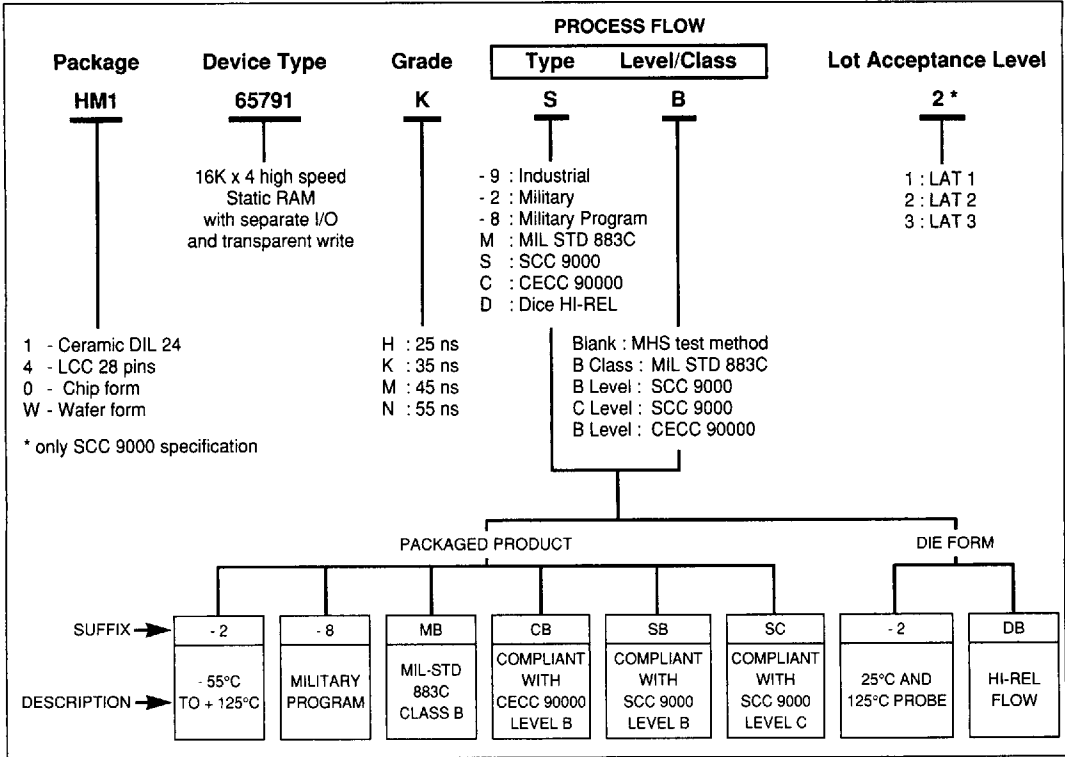 PROCESS FLOW
Package Device Type Grade Type Level/Class Lot Acceptance Level
HM1 65791 K S B 2 *
16K x 4 high speed
Static RAM
with separate I/O
and transparent write
- 9 : Industrial
- 2 : Military
- 8 : Military Program
M : MIL STD 883C
S : SCC 9000
C : CECC 90000
D : Dice HI-REL
1 : LAT 1
2 : LAT 2
3 : LAT 3
1 - Ceramic DIL 24
4 - LCC 28 pins
0 - Chip form
W - Wafer form
* only SCC 9000 specification
H : 25 ns
K : 35 ns
M : 45 ns
N : 55 ns
Blank : MHS test method
B Class : MIL STD 883C
B Level : SCC 9000
C Level : SCC 9000
B Level : CECC 90000
PACKAGED PRODUCT DIE FORM
SUFFIX - 2 - 8 MB CB SB SC - 2 DB
DESCRIPTION
- 55°C
TO + 125°C
MILITARY
PROGRAM
MIL-STD
883C
CLASS B
COMPLIANT
WITH
CECC 90000
LEVEL B
COMPLIANT
WITH
SCC 9000
LEVEL B
COMPLIANT
WITH
SCC 9000
LEVEL C
25°C AND
125°C PROBE
HI-REL
FLOW